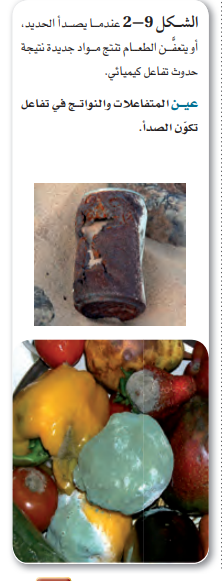 الشكل 9–2 عندما يصدأ الحديد،
أو يتعفَّن الطعام تنتج مواد جديدة نتيجة
حدوث تفاعل كيميائي.
عيـن المتفاعلات والنواتج في تفاعل
تكوّن الصدأ.